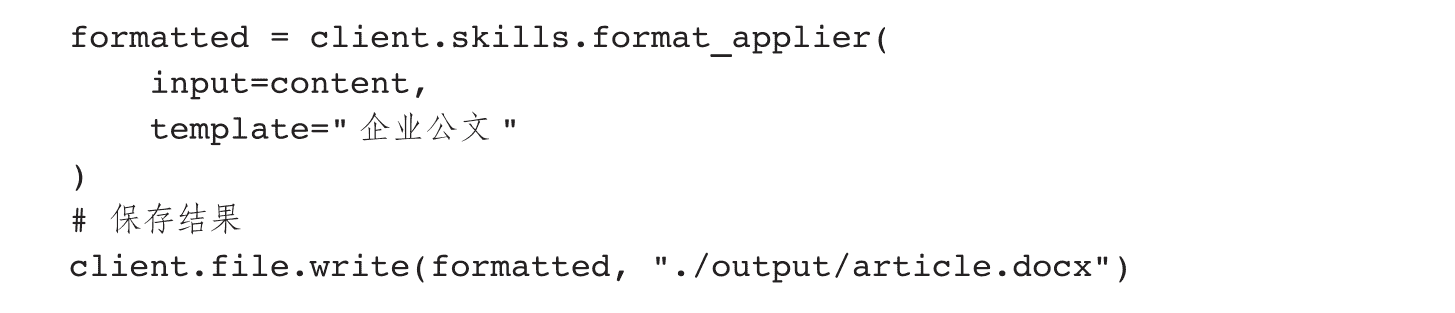 formatted = client.skills.format_applier(
    input=content,
    template=" 企业公文 "
)
# 保存结果
client.file.write(formatted, "./output/article.docx")